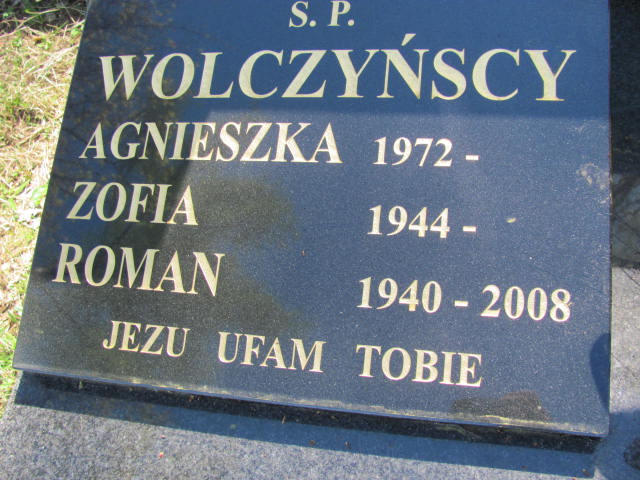 S. P.
WOLCZYŃSCY
AGNIESZKA 1972 -
ZOFIA 1944 -
ROMAN 1940 - 2008
JEZU UFAM TOBIE